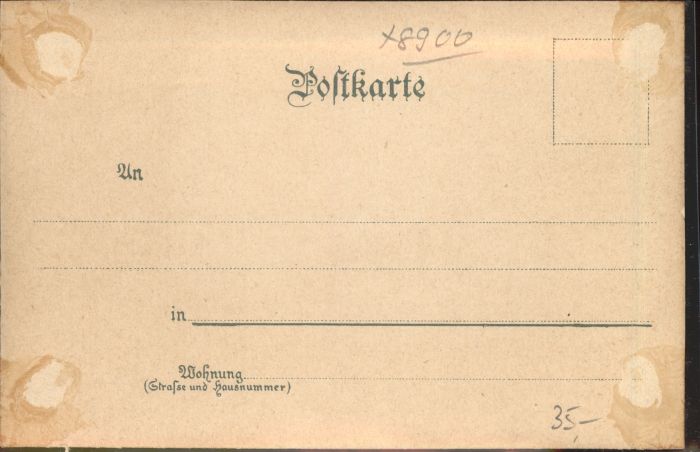 x8900
Postkarte
An
in
Wohnung
(Strasse und Hausnummer)
35,-